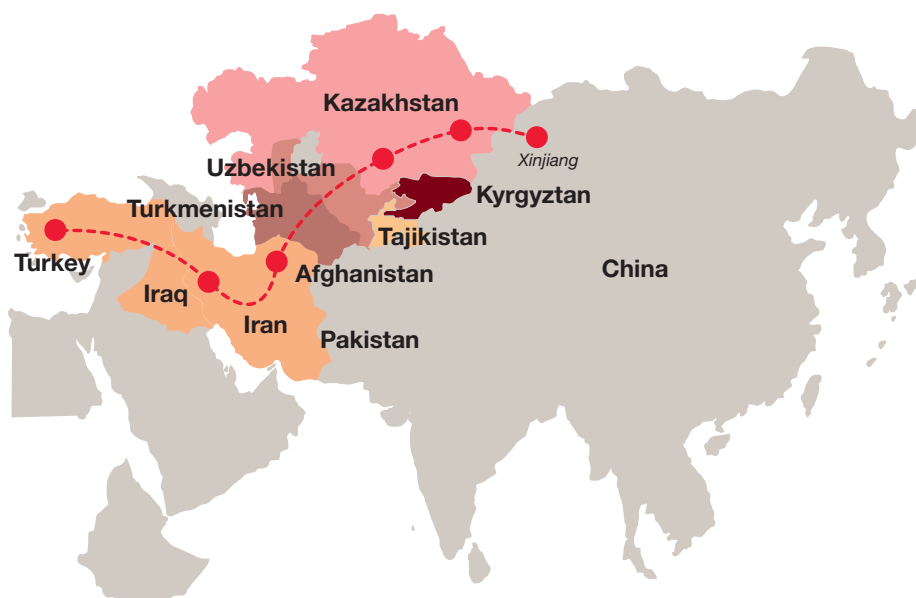 Kazakhstan
Xinjiang
Uzbekistan
Kyrgyztan
Turkmenistan
Tajikistan
Turkey
Afghanistan
China
Iraq
Iran
Pakistan